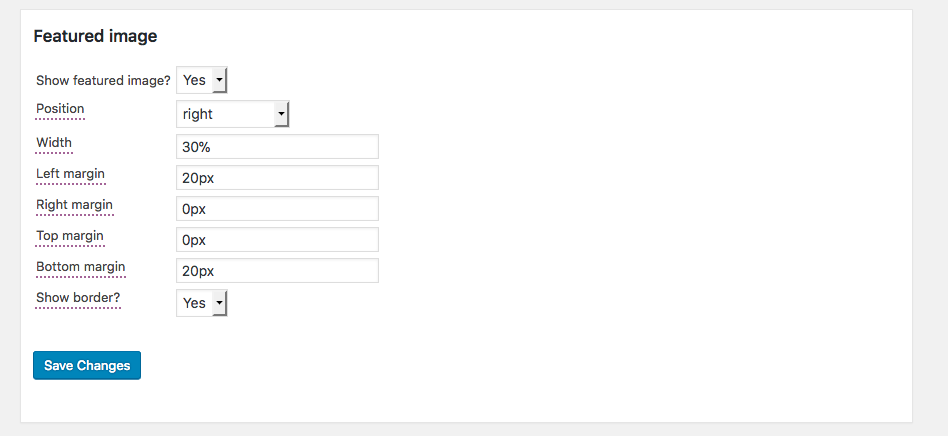 Featured image
Show featured image? Yes
Position right
Width 30%
Left margin 20px
Right margin 0px
Top margin 0px
Bottom margin 20px
Show border? Yes
Save Changes